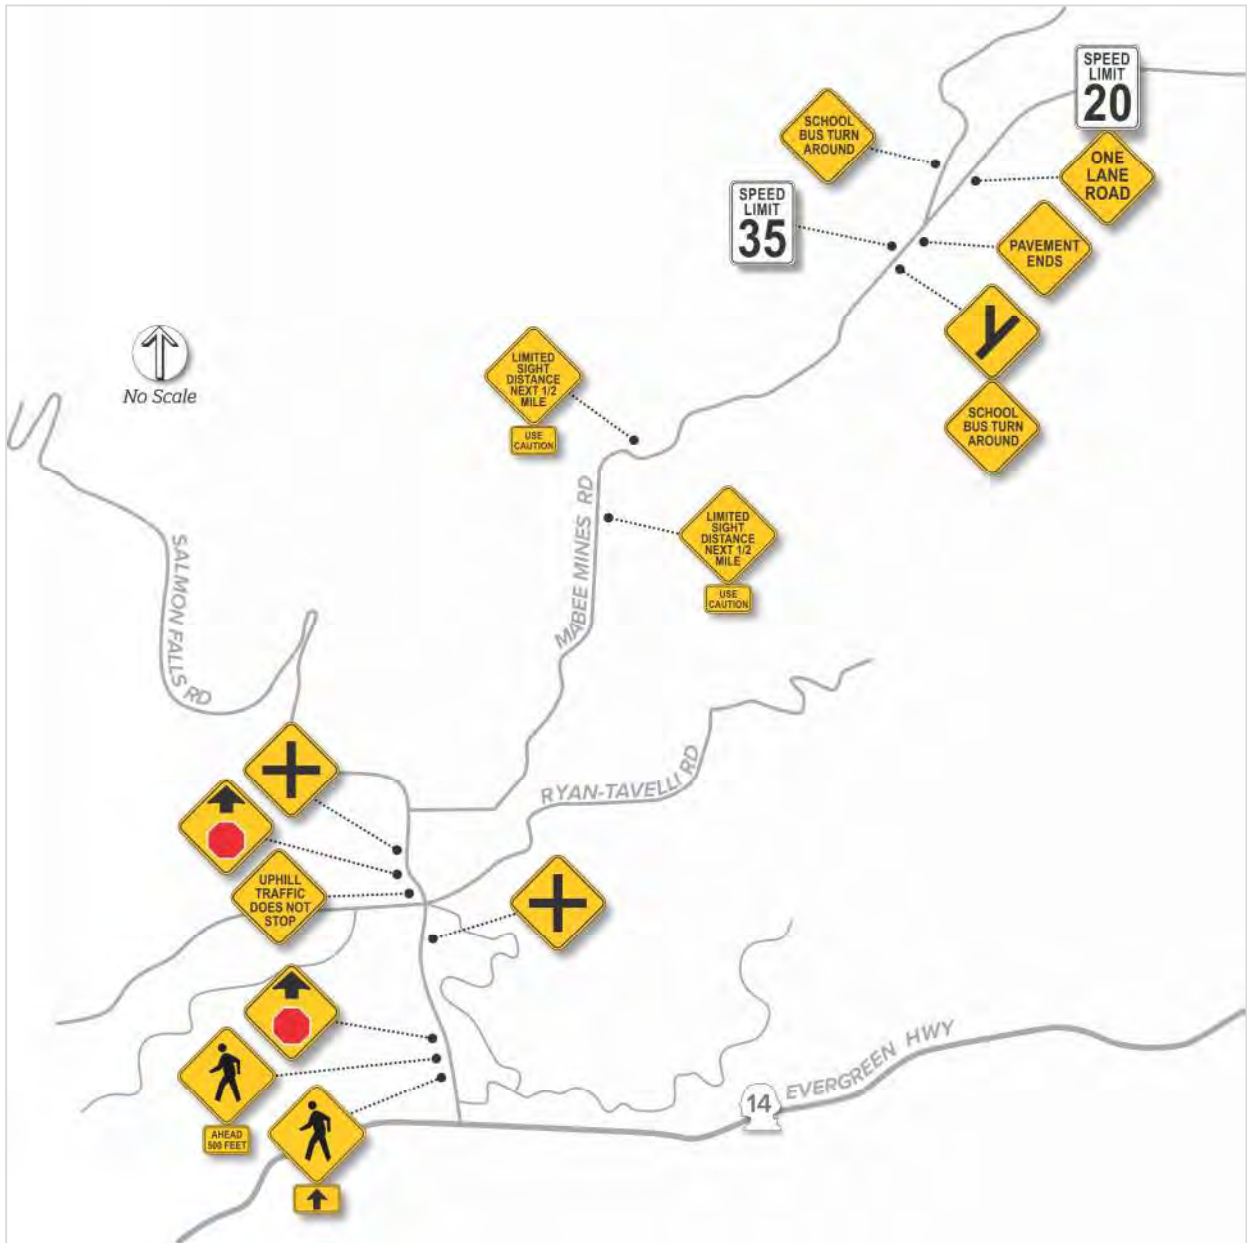 SPEED
LIMIT
20
SCHOOL
BUS TURN
AROUND
ONE
LANE
ROAD
SPEED
LIMIT
35
PAVEMENT
ENDS
SCHOOL
BUS TURN
AROUND
No Scale
LIMITED
SIGHT
DISTANCE
NEXT 1/2
MILE
USE
CAUTION
MABEE MINES RD
LIMITED
SIGHT
DISTANCE
NEXT 1/2
MILE
USE
CAUTION
SALMON FALLS RD
RYAN-TAVELLI RD
UPHILL
TRAFFIC
DOES NOT
STOP
EVERGREEN HWY
14
AHEAD
500 FEET